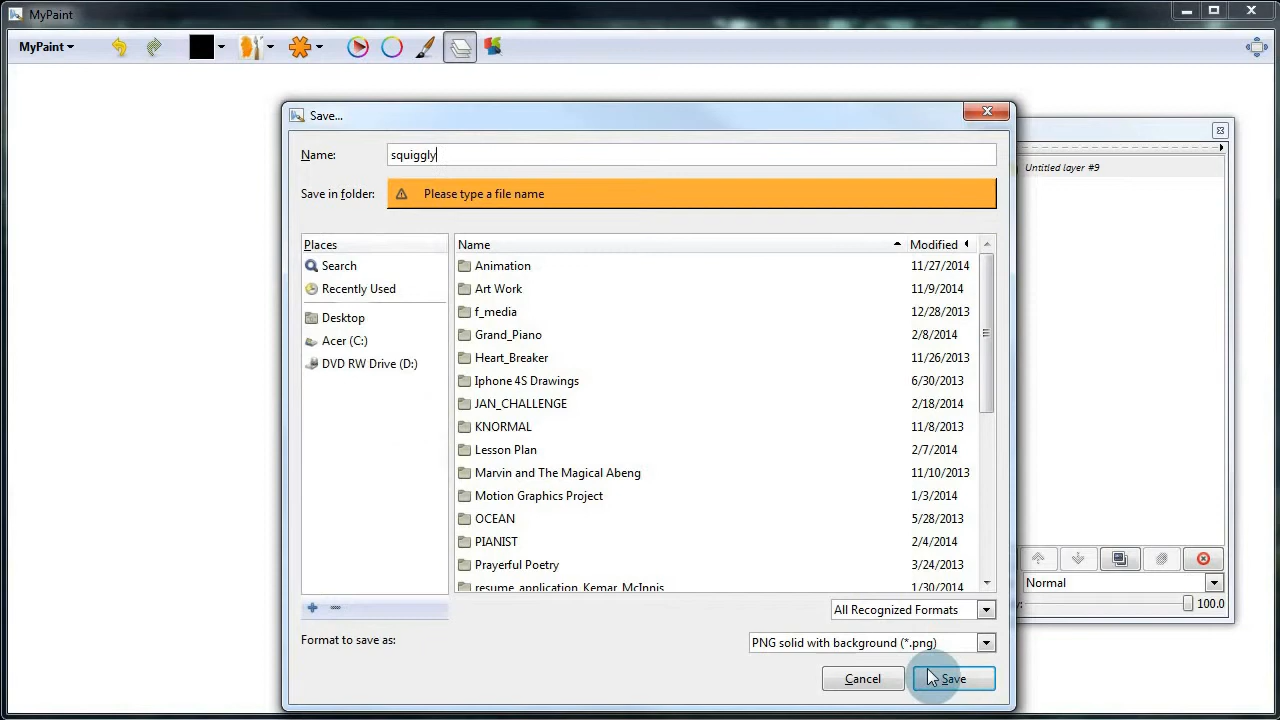 MyPaint
MyPaint
Save...
Name: squiggly
Save in folder: Please type a file name
Places
Search
Recently Used
Desktop
Acer (C:)
DVD RW Drive (D:)
Name Modified
Animation 11/27/2014
Art Work 11/9/2014
f_media 12/28/2013
Grand_Piano 2/8/2014
Heart_Breaker 11/26/2013
Iphone 4S Drawings 6/30/2013
JAN_CHALLENGE 2/18/2014
KNORMAL 11/8/2013
Lesson Plan 2/7/2014
Marvin and The Magical Abeng 11/10/2013
Motion Graphics Project 1/3/2014
OCEAN 5/28/2013
PIANIST 2/4/2014
Prayerful Poetry 3/24/2013
resume_application_Kemar_McInnis 1/30/2014
All Recognized Formats
Format to save as: PNG solid with background (*.png)
Cancel Save
Untitled layer #9
Normal
100.0